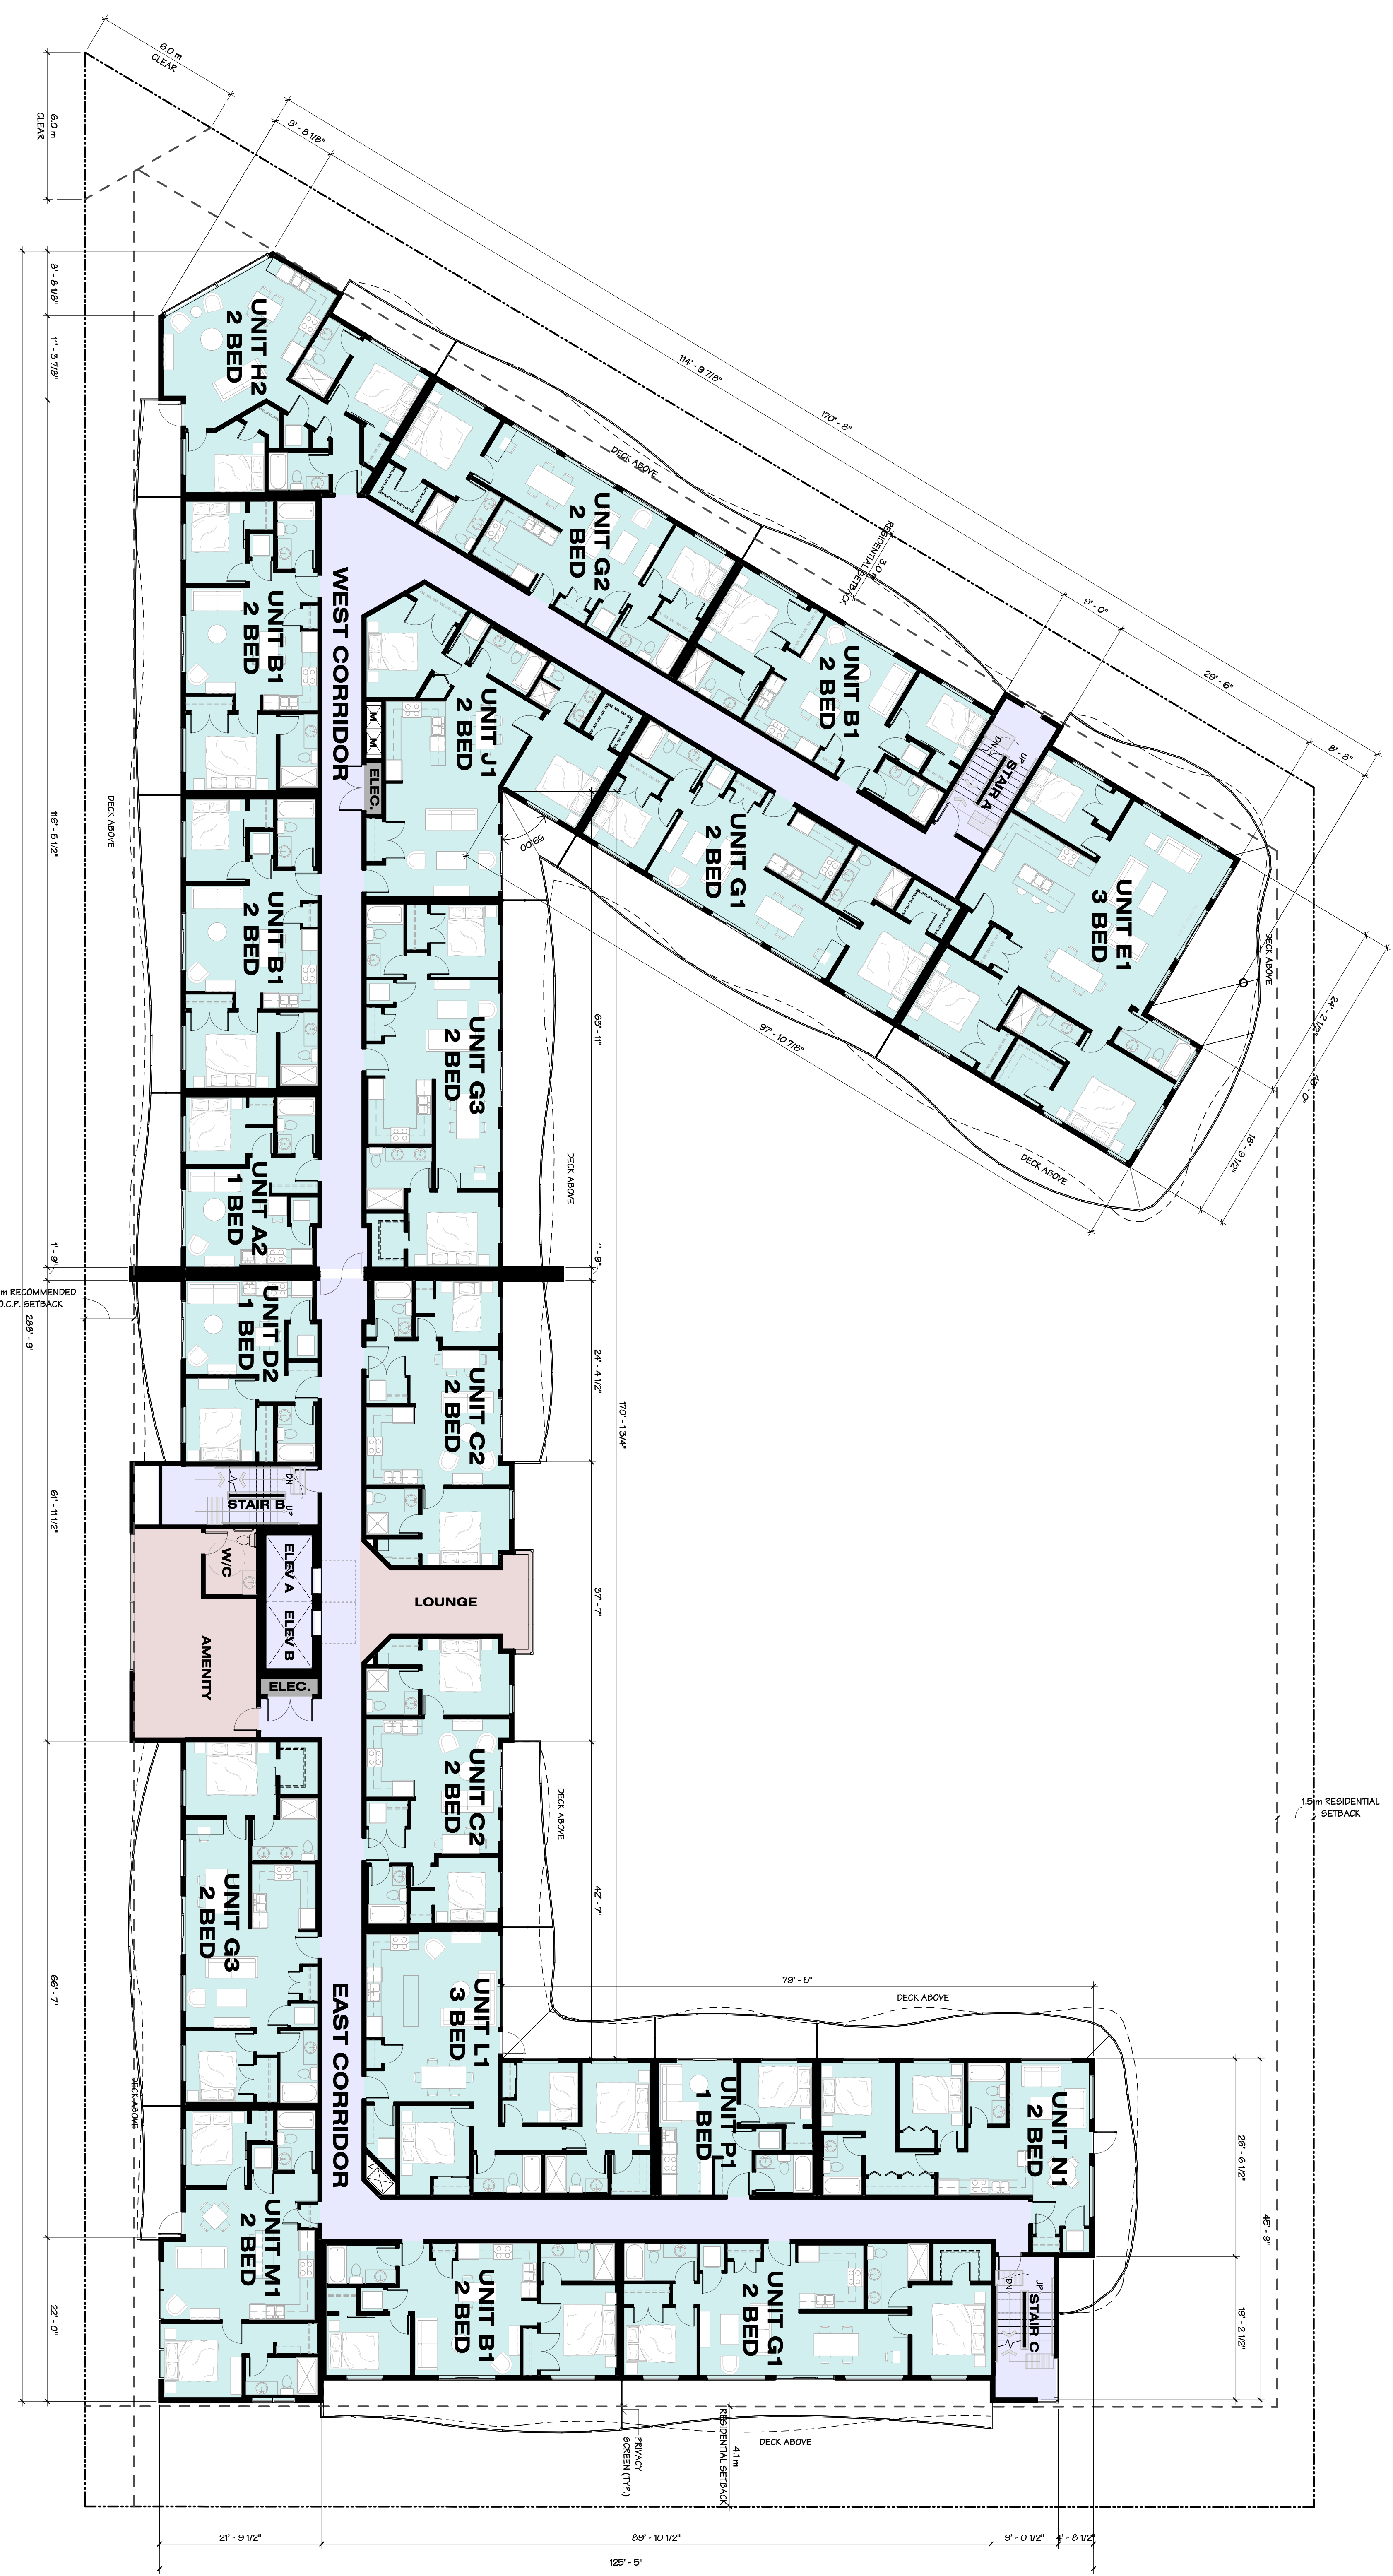 6.0 m
CLEAR
6.0 m
CLEAR
8' - 8 1/8"
8' - 8 1/8"
11' - 3 7/8"
114' - 9 7/8"
170' - 8"
UNIT H2
2 BED
DECK ABOVE
UNIT G2
2 BED
RESIDENTIAL SETBACK
9' - 0"
29' - 6"
8' - 8"
WEST CORRIDOR
UNIT B1
2 BED
UNIT J1
2 BED
UNIT B1
2 BED
DN
UP
STAIR A
M
M
ELEC.
59.00
UNIT G1
2 BED
UNIT E1
3 BED
DECK ABOVE
DECK ABOVE
116' - 5 1/2"
UNIT B1
2 BED
24' - 2 1/2"
16' - 9 1/2"
63' - 11"
97' - 10 7/8"
UNIT G3
2 BED
DECK ABOVE
DECK ABOVE
UNIT A2
1 BED
1' - 9"
1' - 9"
m RECOMMENDED
O.C.P. SETBACK
288' - 9"
UNIT D2
1 BED
UNIT C2
2 BED
24' - 4 1/2"
170' - 1 3/4"
61' - 11 1/2"
DN
STAIR B
UP
W/C
ELEV A
ELEV B
LOUNGE
37' - 7"
AMENITY
ELEC.
UNIT C2
2 BED
DECK ABOVE
1.5 m RESIDENTIAL
SETBACK
42' - 7"
UNIT G3
2 BED
66' - 7"
EAST CORRIDOR
UNIT L1
3 BED
79' - 5"
DECK ABOVE
DECK ABOVE
UNIT P1
1 BED
UNIT N1
2 BED
M
26' - 6 1/2"
45' - 9"
UNIT M1
2 BED
22' - 0"
UNIT B1
2 BED
UNIT G1
2 BED
DN
UP
STAIR C
19' - 2 1/2"
PRIVACY
SCREEN (TYP.)
RESIDENTIAL SETBACK
4.1 m
DECK ABOVE
21' - 9 1/2"
89' - 10 1/2"
9' - 0 1/2"
4' - 8 1/2"
125' - 5"